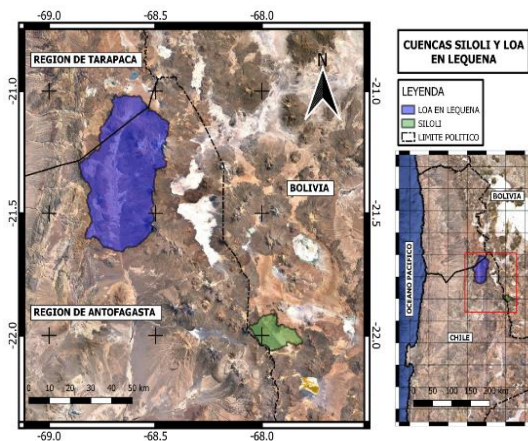 -69.0 -68.5 -68.0
REGION DE TARAPACA
N
-21.0 -21.0
BOLIVIA
-21.5 -21.5
REGION DE ANTOFAGASTA
-22.0 -22.0
0 10 20 30 40 50 km
-69.0 -68.5 -68.0
CUENCAS SILOLI Y LOA
EN LEQUENA
LEYENDA
LOA EN LEQUENA
SILOLI
LIMITE POLITICO
BOLIVIA
OCEANO PACIFICO
CHILE
0 50 100 150 200 km